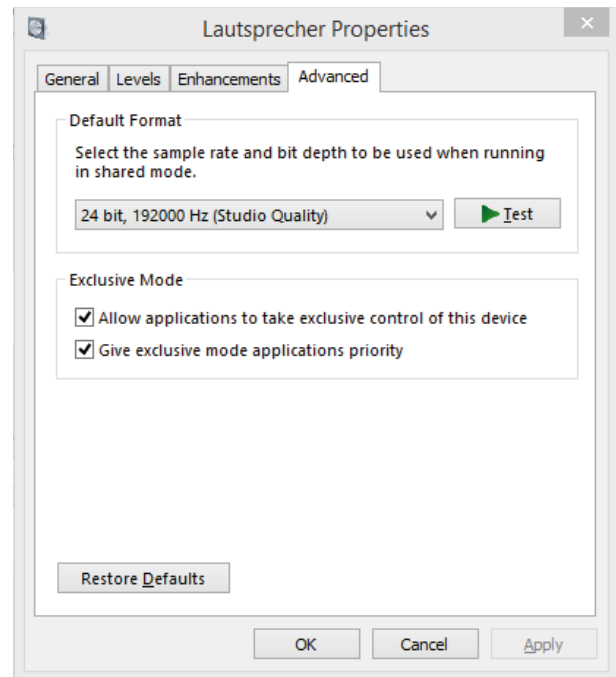 Lautsprecher Properties
General Levels Enhancements Advanced
Default Format
Select the sample rate and bit depth to be used when running
in shared mode.
24 bit, 192000 Hz (Studio Quality) Test
Exclusive Mode
Allow applications to take exclusive control of this device
Give exclusive mode applications priority
Restore Defaults
OK Cancel Apply